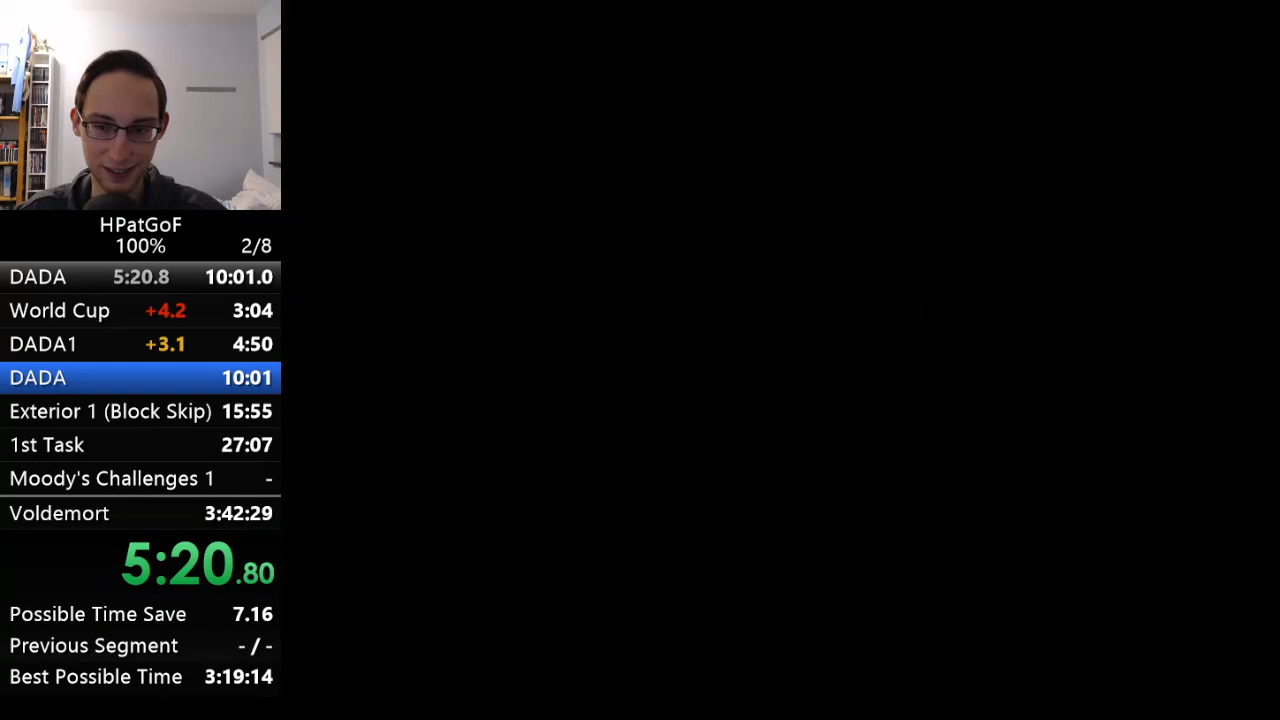 HPatGoF
100% 2/8
DADA 5:20.8 10:01.0
World Cup +4.2 3:04
DADA1 +3.1 4:50
DADA 10:01
Exterior 1 (Block Skip) 15:55
1st Task 27:07
Moody's Challenges 1 -
Voldemort 3:42:29
5:20.80
Possible Time Save 7.16
Previous Segment - / -
Best Possible Time 3:19:14